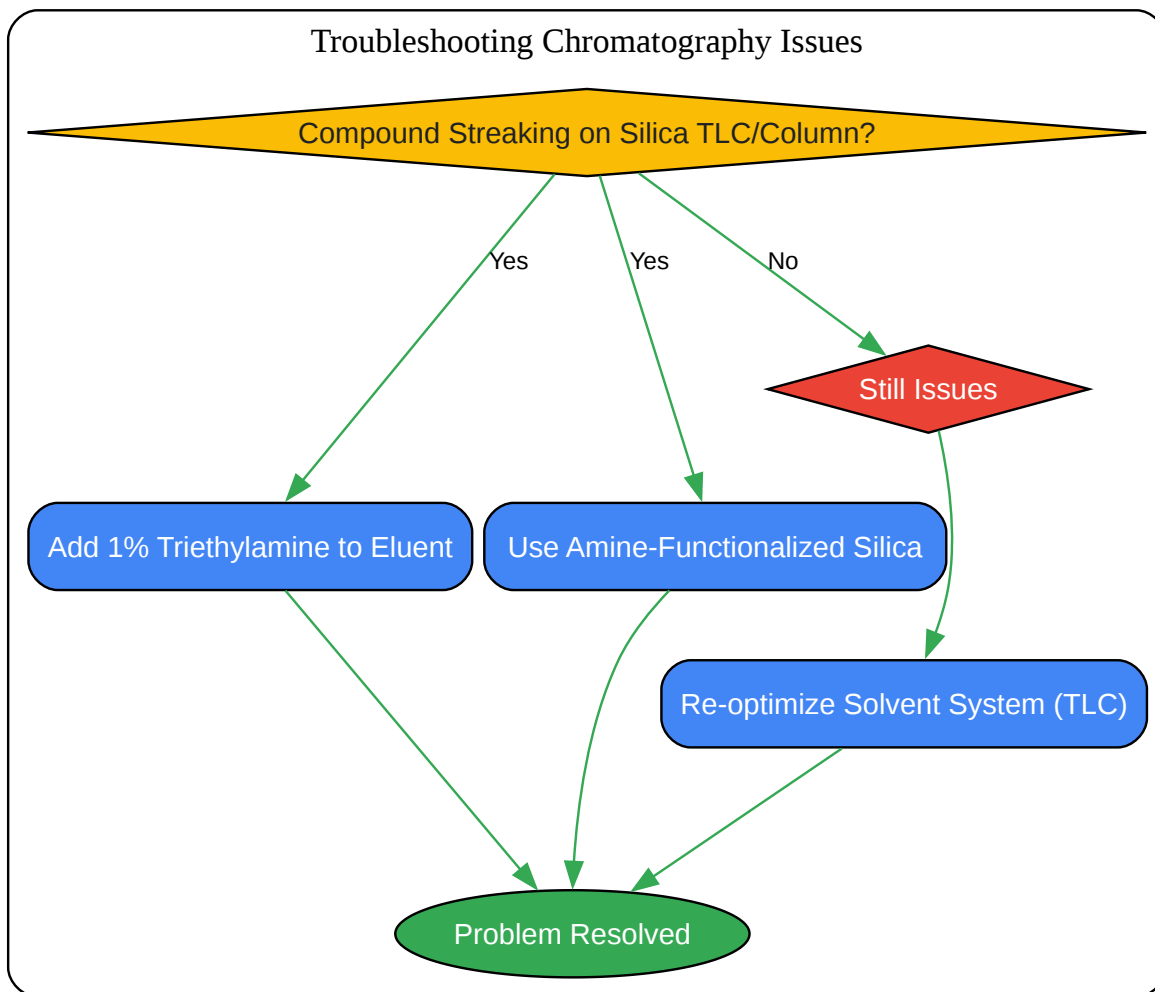 Troubleshooting Chromatography Issues
Compound Streaking on Silica TLC/Column?
Yes
Yes
No
Still Issues
Add 1% Triethylamine to Eluent
Use Amine-Functionalized Silica
Re-optimize Solvent System (TLC)
Problem Resolved